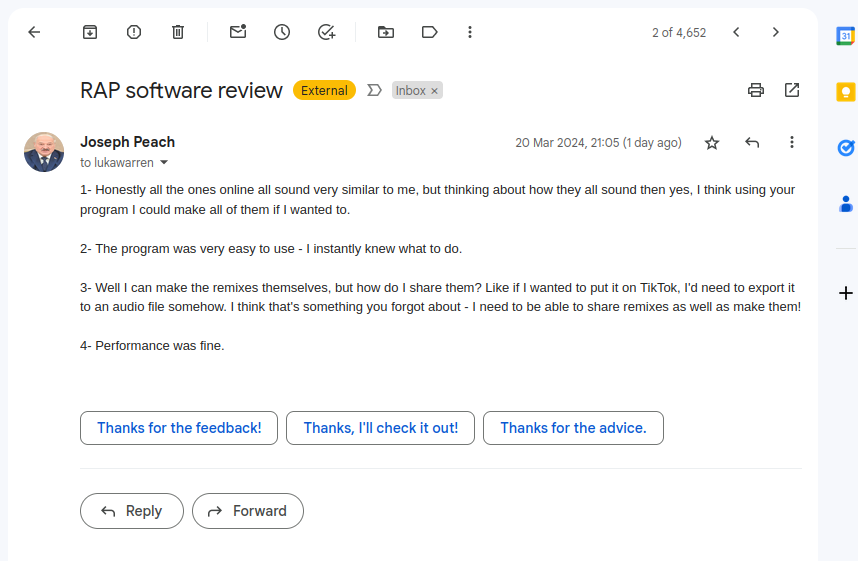 2 of 4,652
31
RAP software review
External
Inbox ×
Joseph Peach
20 Mar 2024, 21:05 (1 day ago)
to lukawarren
1- Honestly all the ones online all sound very similar to me, but thinking about how they all sound then yes, I think using your
program I could make all of them if I wanted to.
2- The program was very easy to use - I instantly knew what to do.
3- Well I can make the remixes themselves, but how do I share them? Like if I wanted to put it on TikTok, I'd need to export it
to an audio file somehow. I think that's something you forgot about - I need to be able to share remixes as well as make them!
4- Performance was fine.
Thanks for the feedback!
Thanks, I'll check it out!
Thanks for the advice.
Reply
Forward